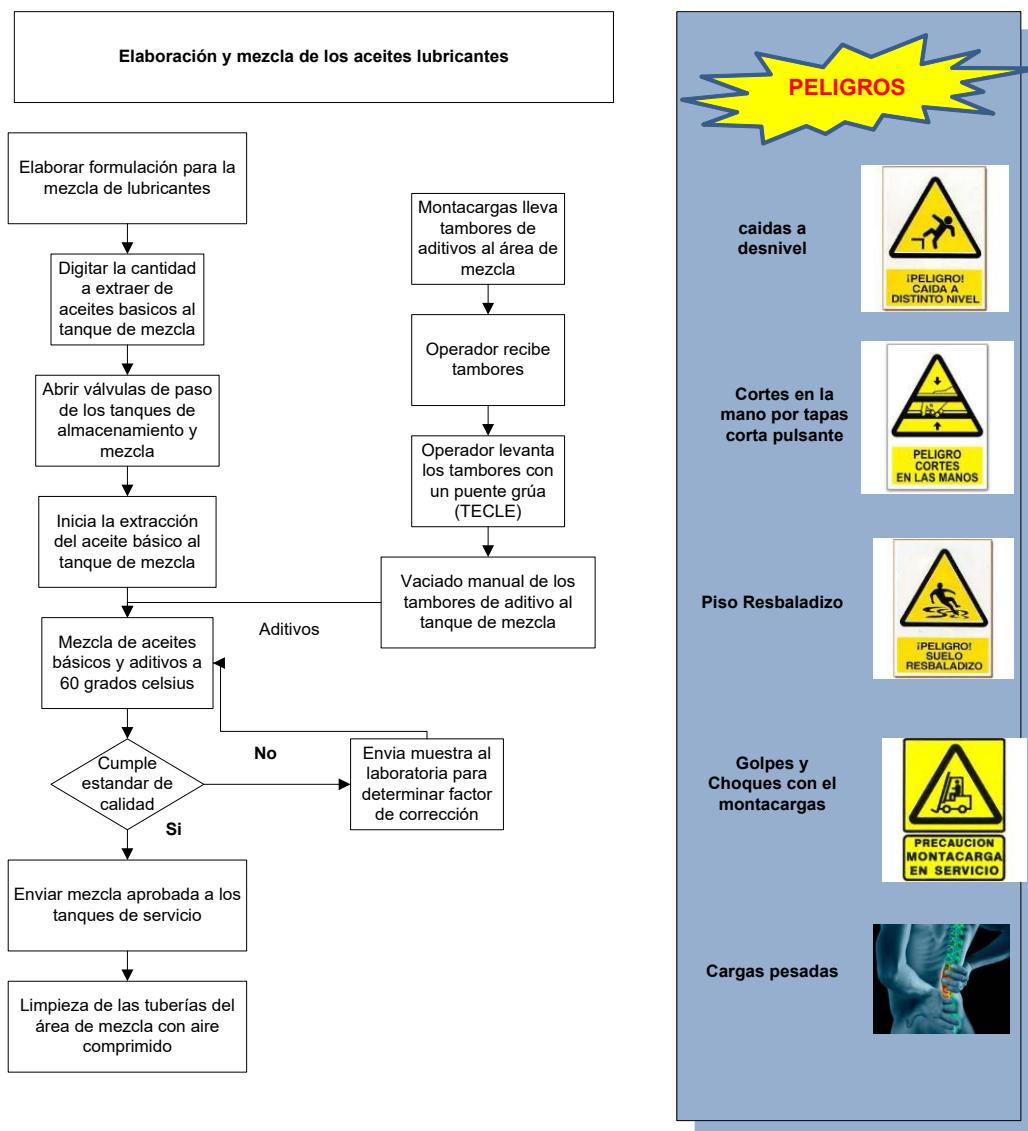 Elaboración y mezcla de los aceites lubricantes
Elaborar formulación para la
mezcla de lubricantes
Digitar la cantidad
a extraer de
aceites basicos al
tanque de mezcla
Abrir válvulas de paso
de los tanques de
almacenamiento y
mezcla
Inicia la extracción
del aceite básico al
tanque de mezcla
Montacargas lleva
tambores de
aditivos al área de
mezcla
Operador recibe
tambores
Operador levanta
los tambores con
un puente grúa
(TECLE)
Vaciado manual de los
tambores de aditivo al
tanque de mezcla
Aditivos
Mezcla de aceites
básicos y aditivos a
60 grados celsius
Cumple
estandar de
calidad
No
Envia muestra al
laboratoria para
determinar factor
de corrección
Si
Enviar mezcla aprobada a los
tanques de servicio
Limpieza de las tuberías del
área de mezcla con aire
comprimido
PELIGROS
caidas a
desnivel
¡PELIGRO!
CAIDA A
DISTINTO NIVEL
Cortes en la
mano por tapas
corta pulsante
PELIGRO
CORTES
EN LAS MANOS
Piso Resbaladizo
¡PELIGRO!
SUELO
RESBALADIZO
Golpes y
Choques con el
montacargas
PRECAUCION
MONTACARGA
EN SERVICIO
Cargas pesadas